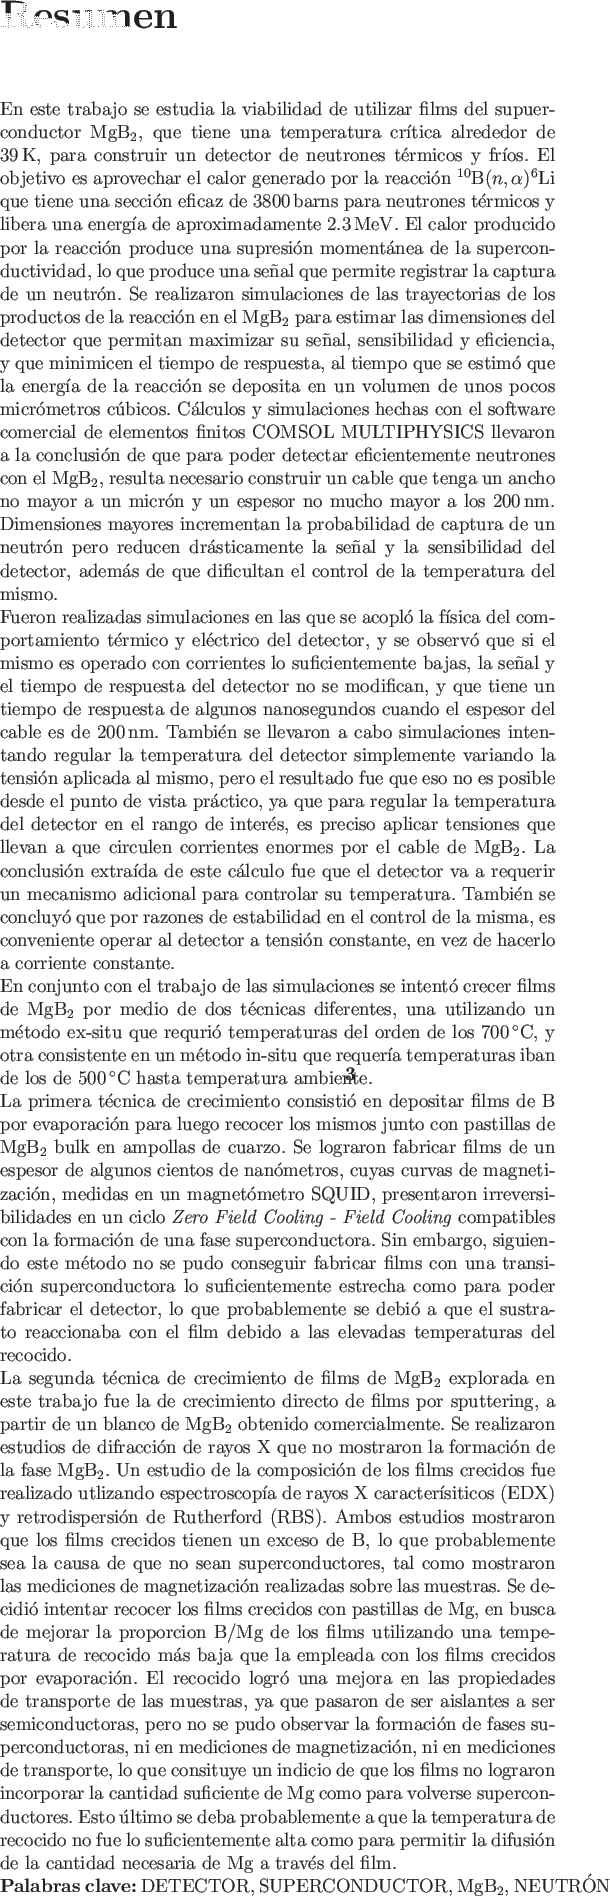 Resumen
En este trabajo se estudia la viabilidad de utilizar films del supuer-
conductor MgB₂, que tiene una temperatura crítica alrededor de
39 K, para construir un detector de neutrones térmicos y fríos. El
objetivo es aprovechar el calor generado por la reacción ¹⁰B(n, α)⁶Li
que tiene una sección eficaz de 3800 barns para neutrones térmicos y
libera una energía de aproximadamente 2.3 MeV. El calor producido
por la reacción produce una supresión momentánea de la supercon-
ductividad, lo que produce una señal que permite registrar la captura
de un neutrón. Se realizaron simulaciones de las trayectorias de los
productos de la reacción en el MgB₂ para estimar las dimensiones del
detector que permitan maximizar su señal, sensibilidad y eficiencia,
y que minimicen el tiempo de respuesta, al tiempo que se estimó que
la energía de la reacción se deposita en un volumen de unos pocos
micrómetros cúbicos. Cálculos y simulaciones hechas con el software
comercial de elementos finitos COMSOL MULTIPHYSICS llevaron
a la conclusión de que para poder detectar eficientemente neutrones
con el MgB₂, resulta necesario construir un cable que tenga un ancho
no mayor a un micrón y un espesor no mucho mayor a los 200 nm.
Dimensiones mayores incrementan la probabilidad de captura de un
neutrón pero reducen drásticamente la señal y la sensibilidad del
detector, además de que dificultan el control de la temperatura del
mismo.
Fueron realizadas simulaciones en las que se acopló la física del com-
portamiento térmico y eléctrico del detector, y se observó que si el
mismo es operado con corrientes lo suficientemente bajas, la señal y
el tiempo de respuesta del detector no se modifican, y que tiene un
tiempo de respuesta de algunos nanosegundos cuando el espesor del
cable es de 200 nm. También se llevaron a cabo simulaciones inten-
tando regular la temperatura del detector simplemente variando la
tensión aplicada al mismo, pero el resultado fue que eso no es posible
desde el punto de vista práctico, ya que para regular la temperatura
del detector en el rango de interés, es preciso aplicar tensiones que
llevan a que circulen corrientes enormes por el cable de MgB₂. La
conclusión extraída de este cálculo fue que el detector va a requerir
un mecanismo adicional para controlar su temperatura. También se
concluyó que por razones de estabilidad en el control de la misma, es
conveniente operar al detector a tensión constante, en vez de hacerlo
a corriente constante.
En conjunto con el trabajo de las simulaciones se intentó crecer films
de MgB₂ por medio de dos técnicas diferentes, una utilizando un
método ex-situ que requrió temperaturas del orden de los 700 °C, y
otra consistente en un método in-situ que requería temperaturas iban
de los de 500 °C hasta temperatura ambiente.
3
La primera técnica de crecimiento consistió en depositar films de B
por evaporación para luego recocer los mismos junto con pastillas de
MgB₂ bulk en ampollas de cuarzo. Se lograron fabricar films de un
espesor de algunos cientos de nanómetros, cuyas curvas de magneti-
zación, medidas en un magnetómetro SQUID, presentaron irreversi-
bilidades en un ciclo Zero Field Cooling - Field Cooling compatibles
con la formación de una fase superconductora. Sin embargo, siguien-
do este método no se pudo conseguir fabricar films con una transi-
ción superconductora lo suficientemente estrecha como para poder
fabricar el detector, lo que probablemente se debió a que el sustra-
to reaccionaba con el film debido a las elevadas temperaturas del
recocido.
La segunda técnica de crecimiento de films de MgB₂ explorada en
este trabajo fue la de crecimiento directo de films por sputtering, a
partir de un blanco de MgB₂ obtenido comercialmente. Se realizaron
estudios de difracción de rayos X que no mostraron la formación de
la fase MgB₂. Un estudio de la composición de los films crecidos fue
realizado utlizando espectroscopía de rayos X caracterísiticos (EDX)
y retrodispersión de Rutherford (RBS). Ambos estudios mostraron
que los films crecidos tienen un exceso de B, lo que probablemente
sea la causa de que no sean superconductores, tal como mostraron
las mediciones de magnetización realizadas sobre las muestras. Se de-
cidió intentar recocer los films crecidos con pastillas de Mg, en busca
de mejorar la proporcion B/Mg de los films utilizando una tempe-
ratura de recocido más baja que la empleada con los films crecidos
por evaporación. El recocido logró una mejora en las propiedades
de transporte de las muestras, ya que pasaron de ser aislantes a ser
semiconductoras, pero no se pudo observar la formación de fases su-
perconductoras, ni en mediciones de magnetización, ni en mediciones
de transporte, lo que consituye un indicio de que los films no lograron
incorporar la cantidad suficiente de Mg como para volverse supercon-
ductores. Esto último se deba probablemente a que la temperatura de
recocido no fue lo suficientemente alta como para permitir la difusión
de la cantidad necesaria de Mg a través del film.
Palabras clave: DETECTOR, SUPERCONDUCTOR, MgB₂, NEUTRÓN